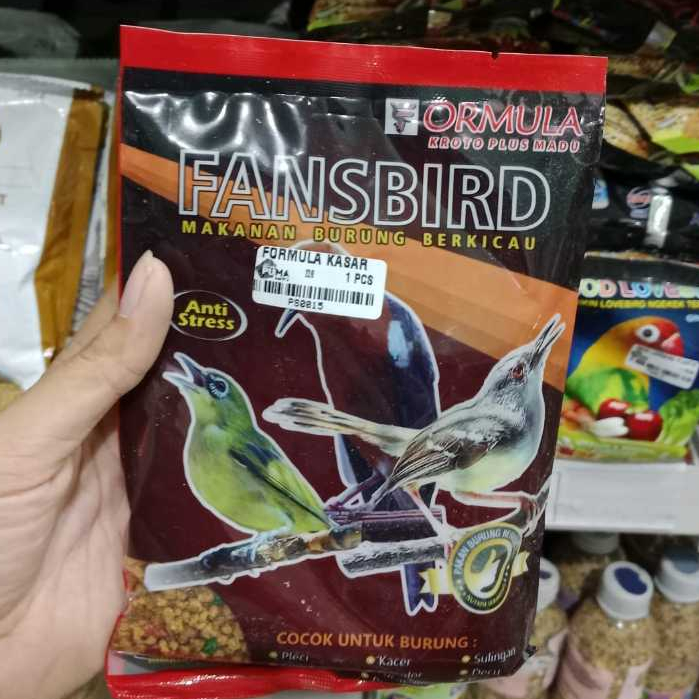 FORMULA
KROTO PLUS MADU
FANSBIRD
MAKANAN BURUNG BERKICAU
FORMULA KASAR
1 PCS
PS0015
Anti
Stress
COCOK UNTUK BURUNG :
Pleci
Kacer
Sulingan